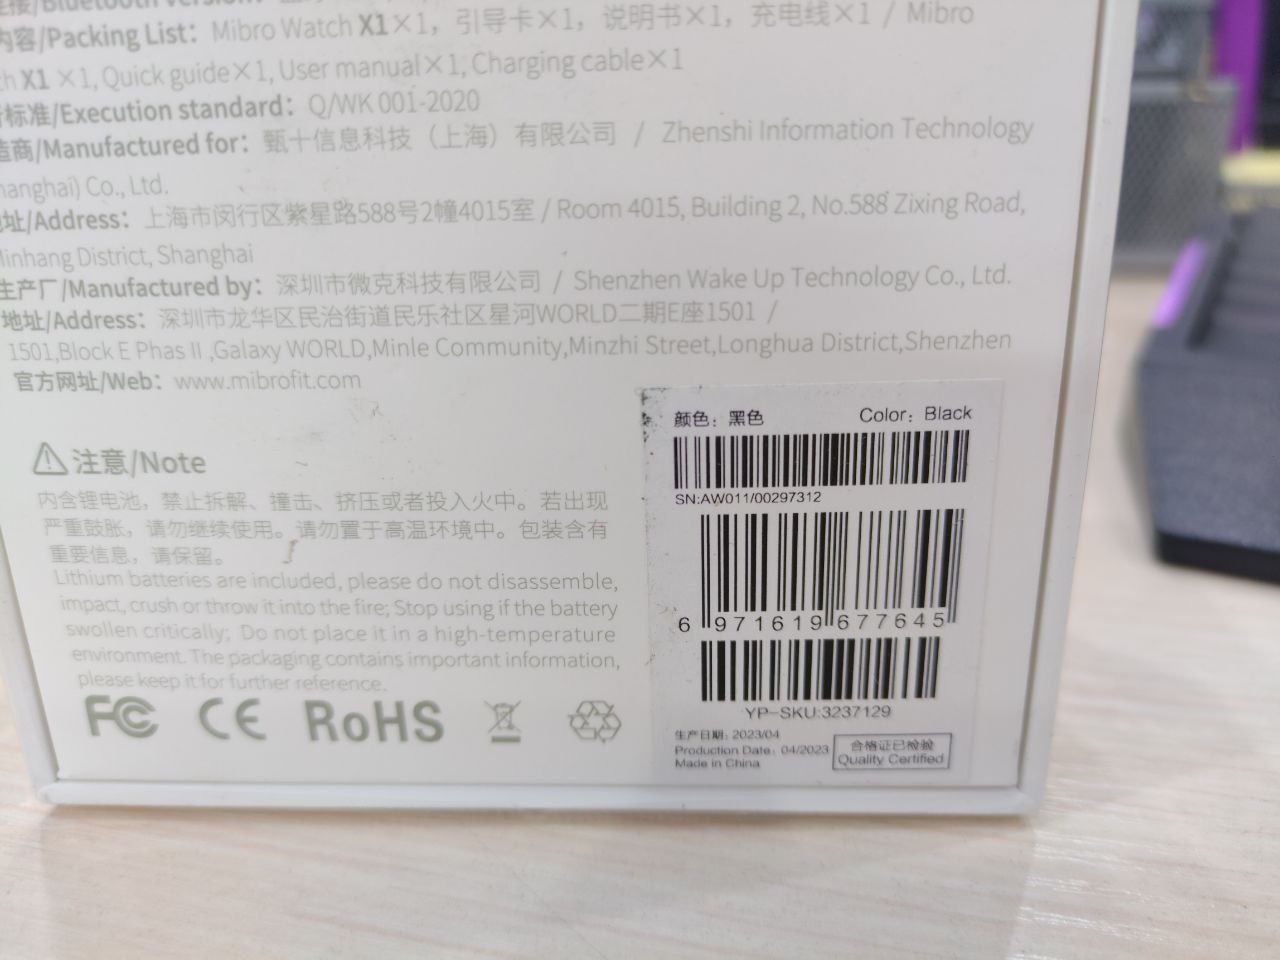 接/Bluetooth version:
内容/Packing List: Mibro Watch X1×1, 引导卡×1, 说明书×1, 充电线×1 / Mibro
ch X1 ×1, Quick guide×1, User manual×1, Charging cable×1
标准/Execution standard: Q/WK 001-2020
造商/Manufactured for: 甄十信息科技（上海）有限公司 / Zhenshi Information Technology
hanghai) Co., Ltd.
址/Address: 上海市闵行区紫星路588号2幢4015室 / Room 4015, Building 2, No.588 Zixing Road,
Minhang District, Shanghai
生产厂/Manufactured by: 深圳市微克科技有限公司 / Shenzhen Wake Up Technology Co., Ltd.
地址/Address: 深圳市龙华区民治街道民乐社区星河WORLD二期E座1501 /
1501,Block E Phas II ,Galaxy WORLD,Minle Community,Minzhi Street,Longhua District,Shenzhen
官方网址/Web: www.mibrofit.com
注意/Note
内含锂电池，禁止拆解、撞击、挤压或者投入火中。若出现
严重鼓胀，请勿继续使用。请勿置于高温环境中。包装含有
重要信息，请保留。
Lithium batteries are included, please do not disassemble,
impact, crush or throw it into the fire; Stop using if the battery
swollen critically; Do not place it in a high-temperature
environment. The packaging contains important information,
please keep it for further reference.
FC CE RoHS
颜色：黑色 Color：Black
SN:AW011/00297312
6 971619 677645
YP-SKU:3237129
生产日期：2023/04
Production Date：04/2023
Made in China
合格证已检验
Quality Certified